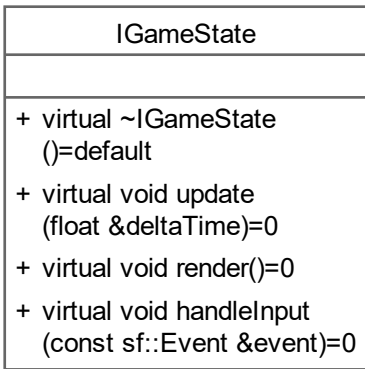 IGameState
+ virtual ~IGameState
()=default
+ virtual void update
(float &deltaTime)=0
+ virtual void render()=0
+ virtual void handleInput
(const sf::Event &event)=0